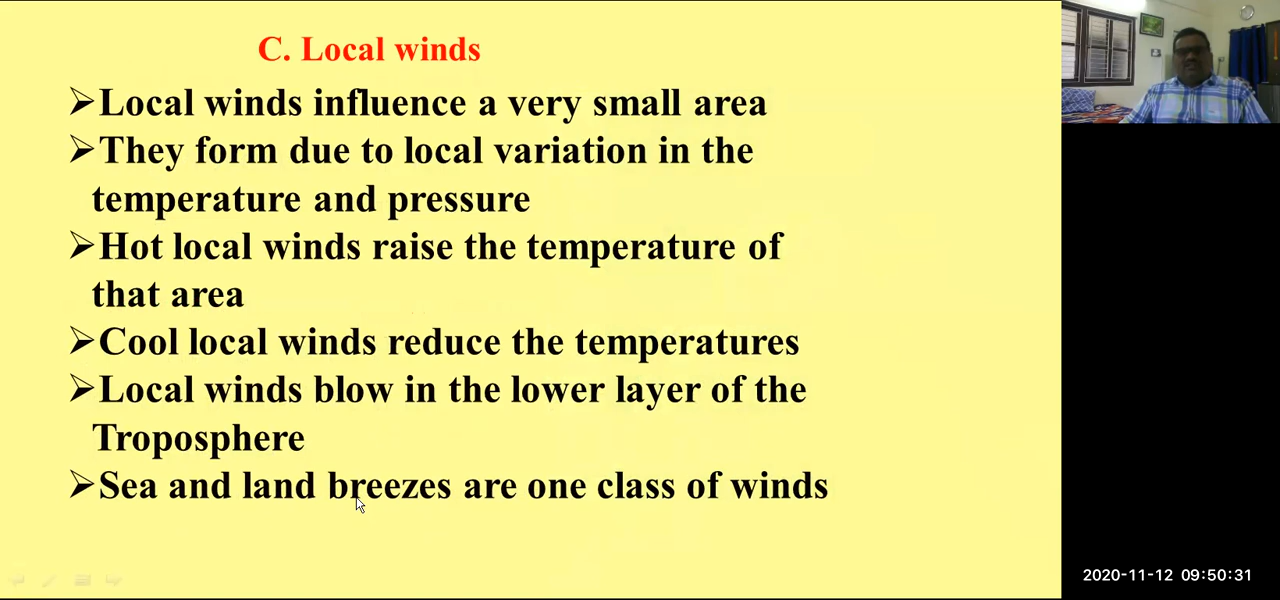 C. Local winds
➢Local winds influence a very small area
➢They form due to local variation in the
temperature and pressure
➢Hot local winds raise the temperature of
that area
➢Cool local winds reduce the temperatures
➢Local winds blow in the lower layer of the
Troposphere
➢Sea and land breezes are one class of winds
2020-11-12 09:50:31